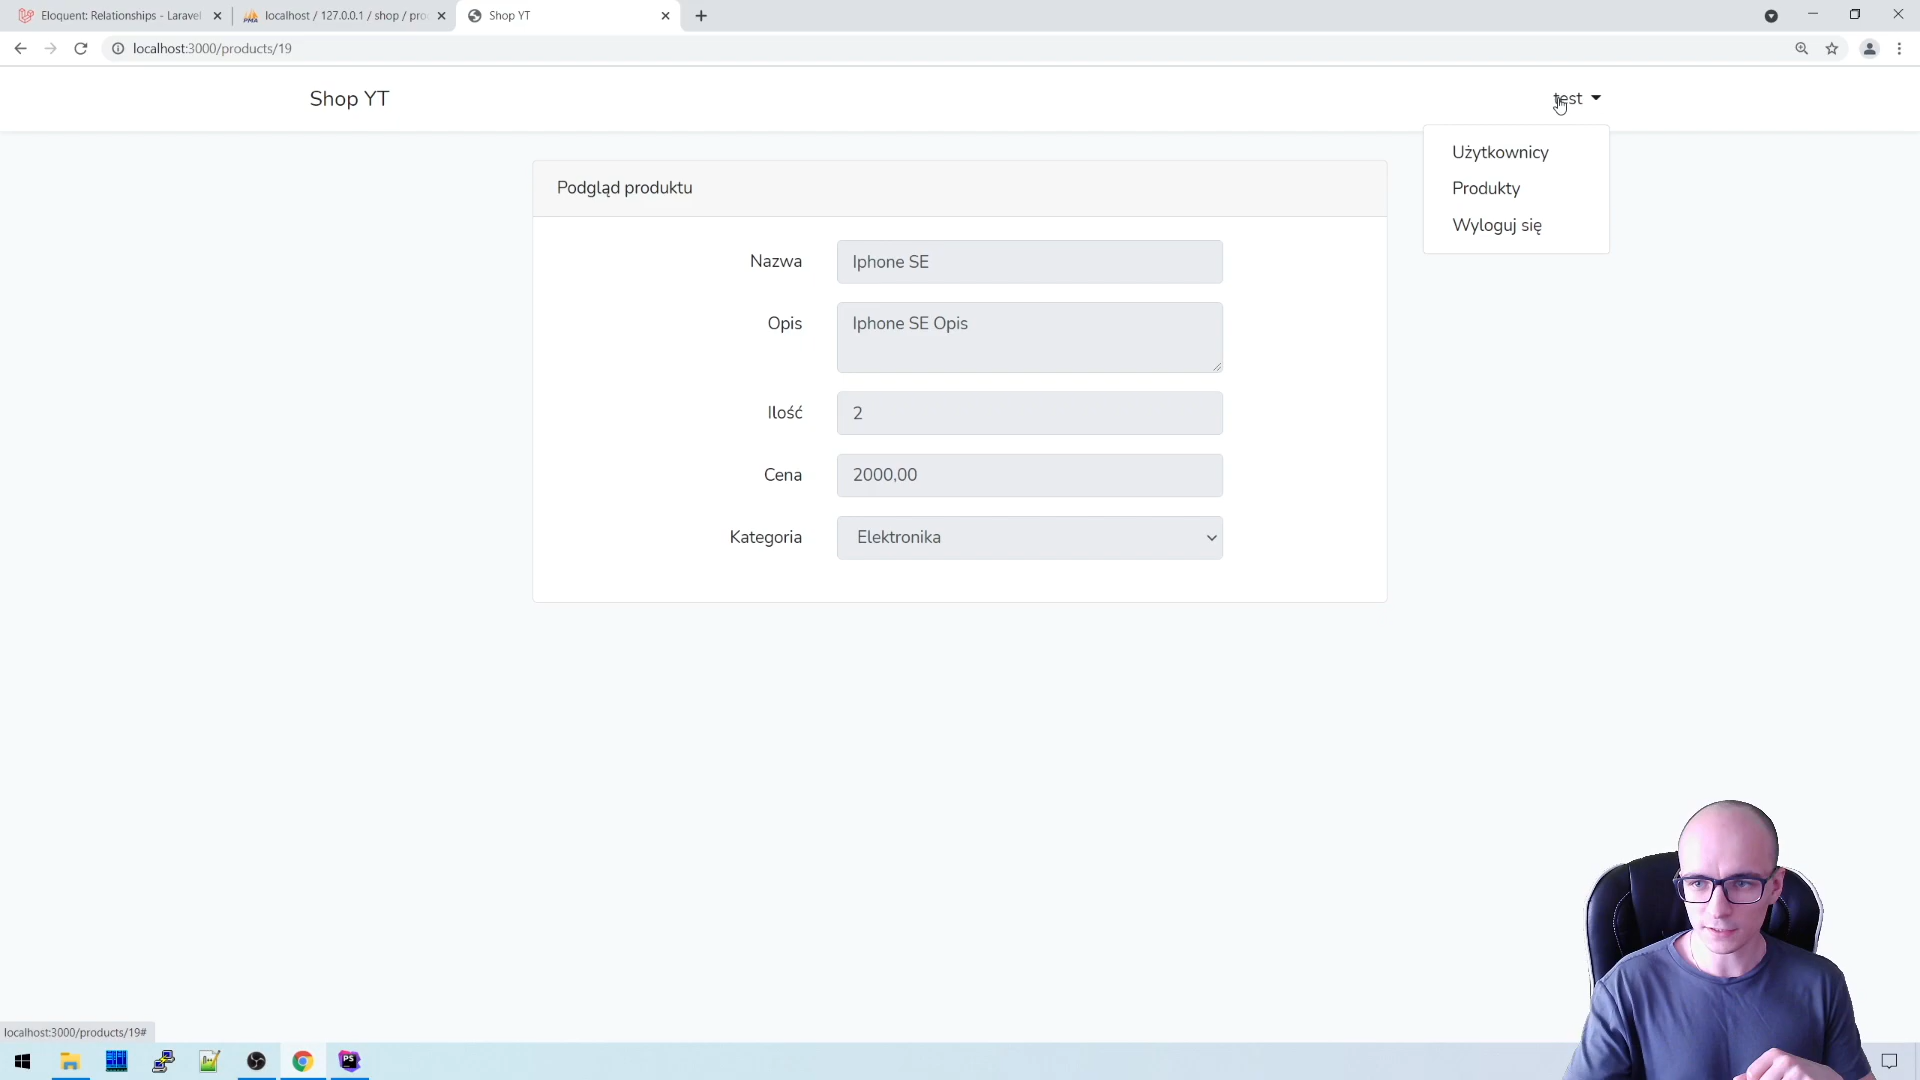 Eloquent: Relationships - Laravel
localhost / 127.0.0.1 / shop / pro
Shop YT
localhost:3000/products/19
Shop YT
test
Użytkownicy
Produkty
Wyloguj się
Podgląd produktu
Nazwa
Iphone SE
Opis
Iphone SE Opis
Ilość
2
Cena
2000,00
Kategoria
Elektronika
localhost:3000/products/19#
PS